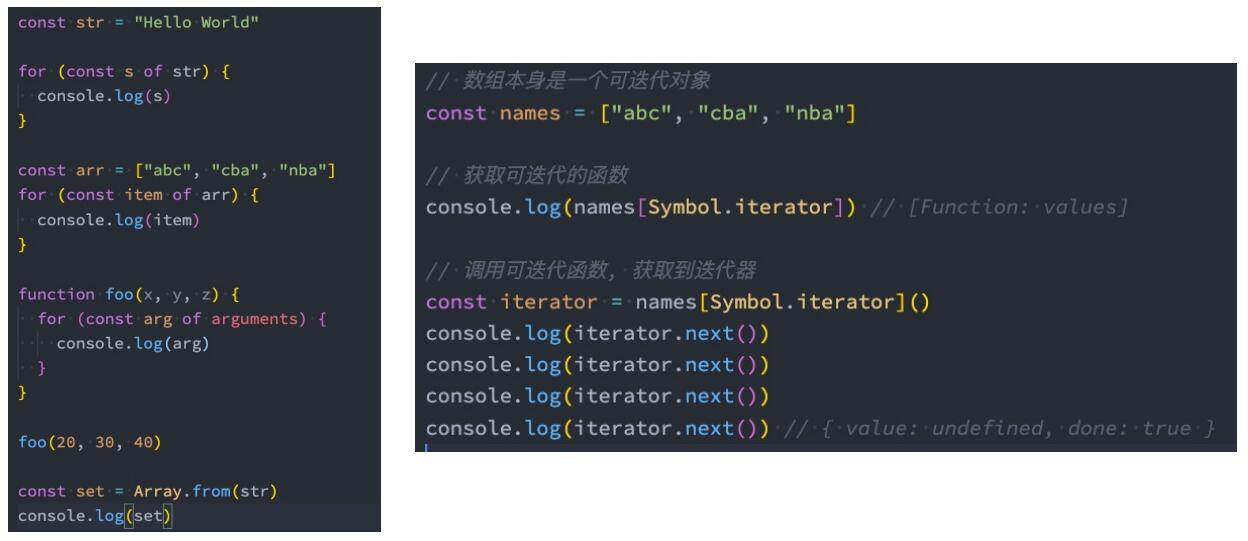 const str = "Hello World"
for (const s of str) {
console.log(s)
}
const arr = ["abc", "cba", "nba"]
for (const item of arr) {
console.log(item)
}
function foo(x, y, z) {
for (const arg of arguments) {
console.log(arg)
}
}
foo(20, 30, 40)
const set = Array.from(str)
console.log(set)
// 数组本身是一个可迭代对象
const names = ["abc", "cba", "nba"]
// 获取可迭代的函数
console.log(names[Symbol.iterator]) // [Function: values]
// 调用可迭代函数, 获取到迭代器
const iterator = names[Symbol.iterator]()
console.log(iterator.next())
console.log(iterator.next())
console.log(iterator.next())
console.log(iterator.next()) // { value: undefined, done: true }